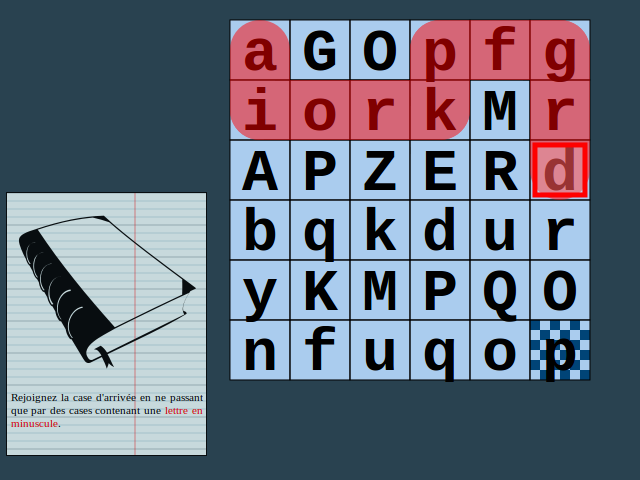 a G O p f g
i o r k M r
A P Z E R d
b q k d u r
y K M P Q O
n f u q o p
Rejoignez la case d'arrivée en ne passant
que par des cases contenant une lettre en
minuscule.